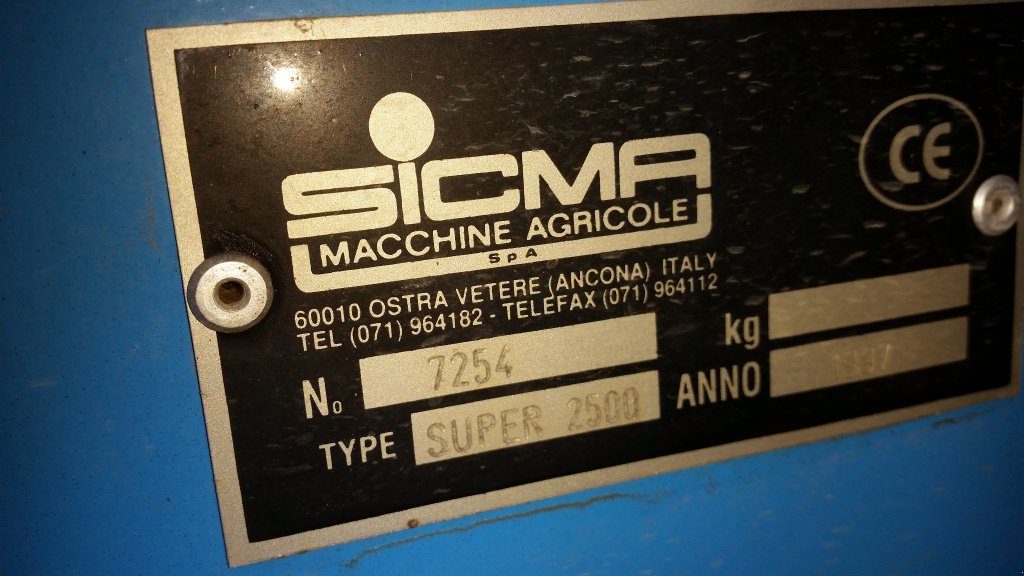 SiCMA
CE
MACCHINE AGRICOLE
SpA
60010 OSTRA VETERE (ANCONA) ITALY
TEL (071) 964182 - TELEFAX (071) 964112
No 7254 kg
TYPE SUPER 2500 ANNO 1997